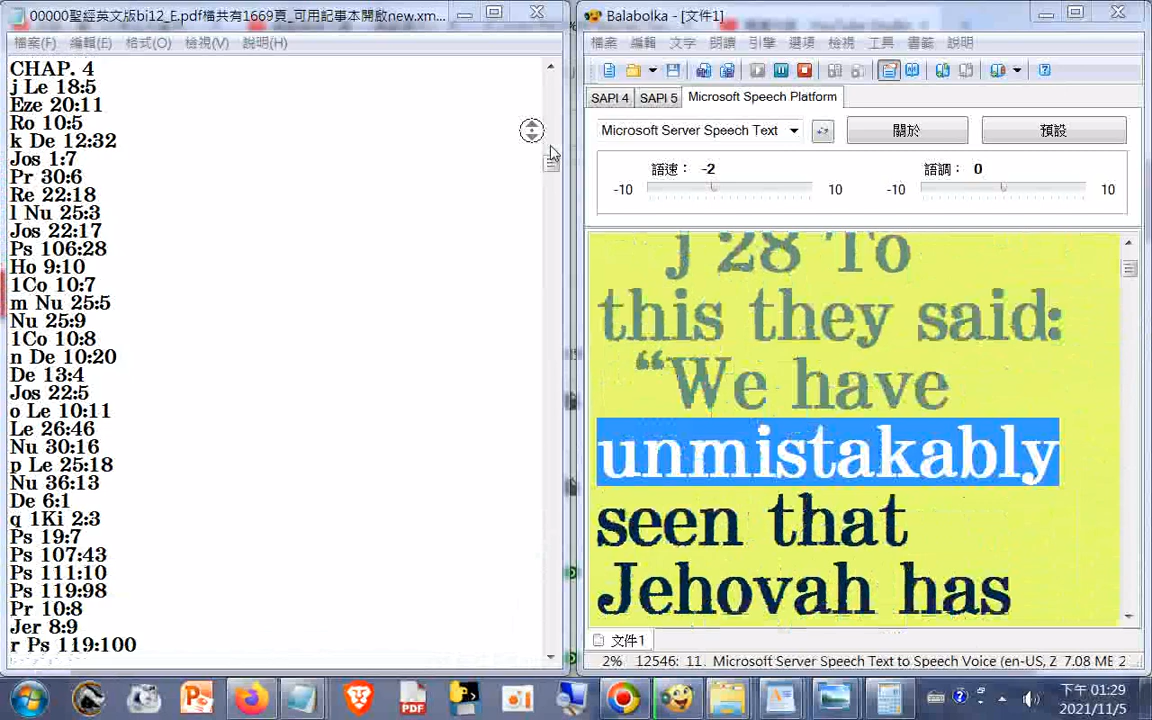 00000聖經英文版bi12_E.pdf檔共有1669頁_可用記事本開啟new.xm...
檔案(F) 編輯(E) 格式(O) 檢視(V) 說明(H)
CHAP. 4
j Le 18:5
Eze 20:11
Ro 10:5
k De 12:32
Jos 1:7
Pr 30:6
Re 22:18
l Nu 25:3
Jos 22:17
Ps 106:28
Ho 9:10
1Co 10:7
m Nu 25:5
Nu 25:9
1Co 10:8
n De 10:20
De 13:4
Jos 22:5
o Le 10:11
Le 26:46
Nu 30:16
p Le 25:18
Nu 36:13
De 6:1
q 1Ki 2:3
Ps 19:7
Ps 107:43
Ps 111:10
Ps 119:98
Pr 10:8
Jer 8:9
r Ps 119:100
Balabolka - [文件1]
檔案 編輯 文字 朗讀 引擎 選項 檢視 工具 書籤 說明
SAPI 4 SAPI 5 Microsoft Speech Platform
Microsoft Server Speech Text 關於 預設
語速： -2 語調： 0
-10 10 -10 10
j 28 To
this they said:
“We have
unmistakably
seen that
Jehovah has
文件1
2% 12546: 11. Microsoft Server Speech Text to Speech Voice (en-US, Z 7.08 ME 2
PDF
下午 01:29
2021/11/5